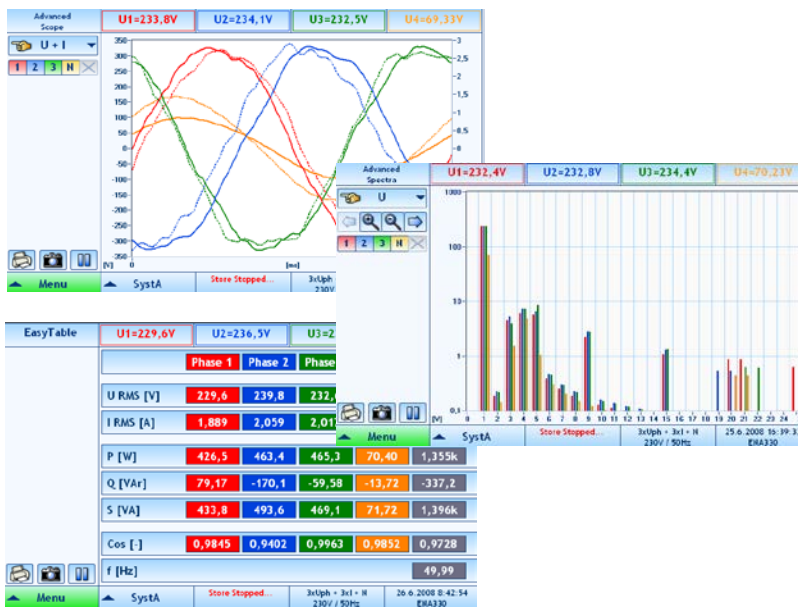 Advanced Scope
U1=233,8V U2=234,1V U3=232,5V U4=69,33V
U + I
1 2 3 N
350 300 250 200 150 100 50 0 -50 -100 -150 -200 -250 -300 -350
3 2,5 2 1,5 1 0,5 0
[V] 0 [ms]
Menu SystA Store Stopped... 3xUph
230V
Advanced Spectra
U1=232,4V U2=232,8V U3=234,4V U4=70,23V
U
1 2 3 N
1000 100 10 1 0,1
[V] 0 1 2 3 4 5 6 7 8 9 10 11 12 13 14 15 16 17 18 19 20 21 22 23 24
Menu SystA Store Stopped... 3xUph + 3xI + N 25.6.2008 16:39:3
230V / 50Hz ENA330
EasyTable
U1=229,6V U2=236,5V U3=2
Phase 1 Phase 2 Phase
U RMS [V] 229,6 239,8 232,
I RMS [A] 1,889 2,059 2,01
P [W] 426,5 463,4 465,3 70,40 1,355k
Q [VAr] 79,17 -170,1 -59,58 -13,72 -337,2
S [VA] 433,8 493,6 469,1 71,72 1,396k
Cos [-] 0,9845 0,9402 0,9963 0,9852 0,9728
f [Hz] 49,99
Menu SystA Store Stopped... 3xUph + 3xI + N 26.6.2008 8:42:54
230V / 50Hz ENA330